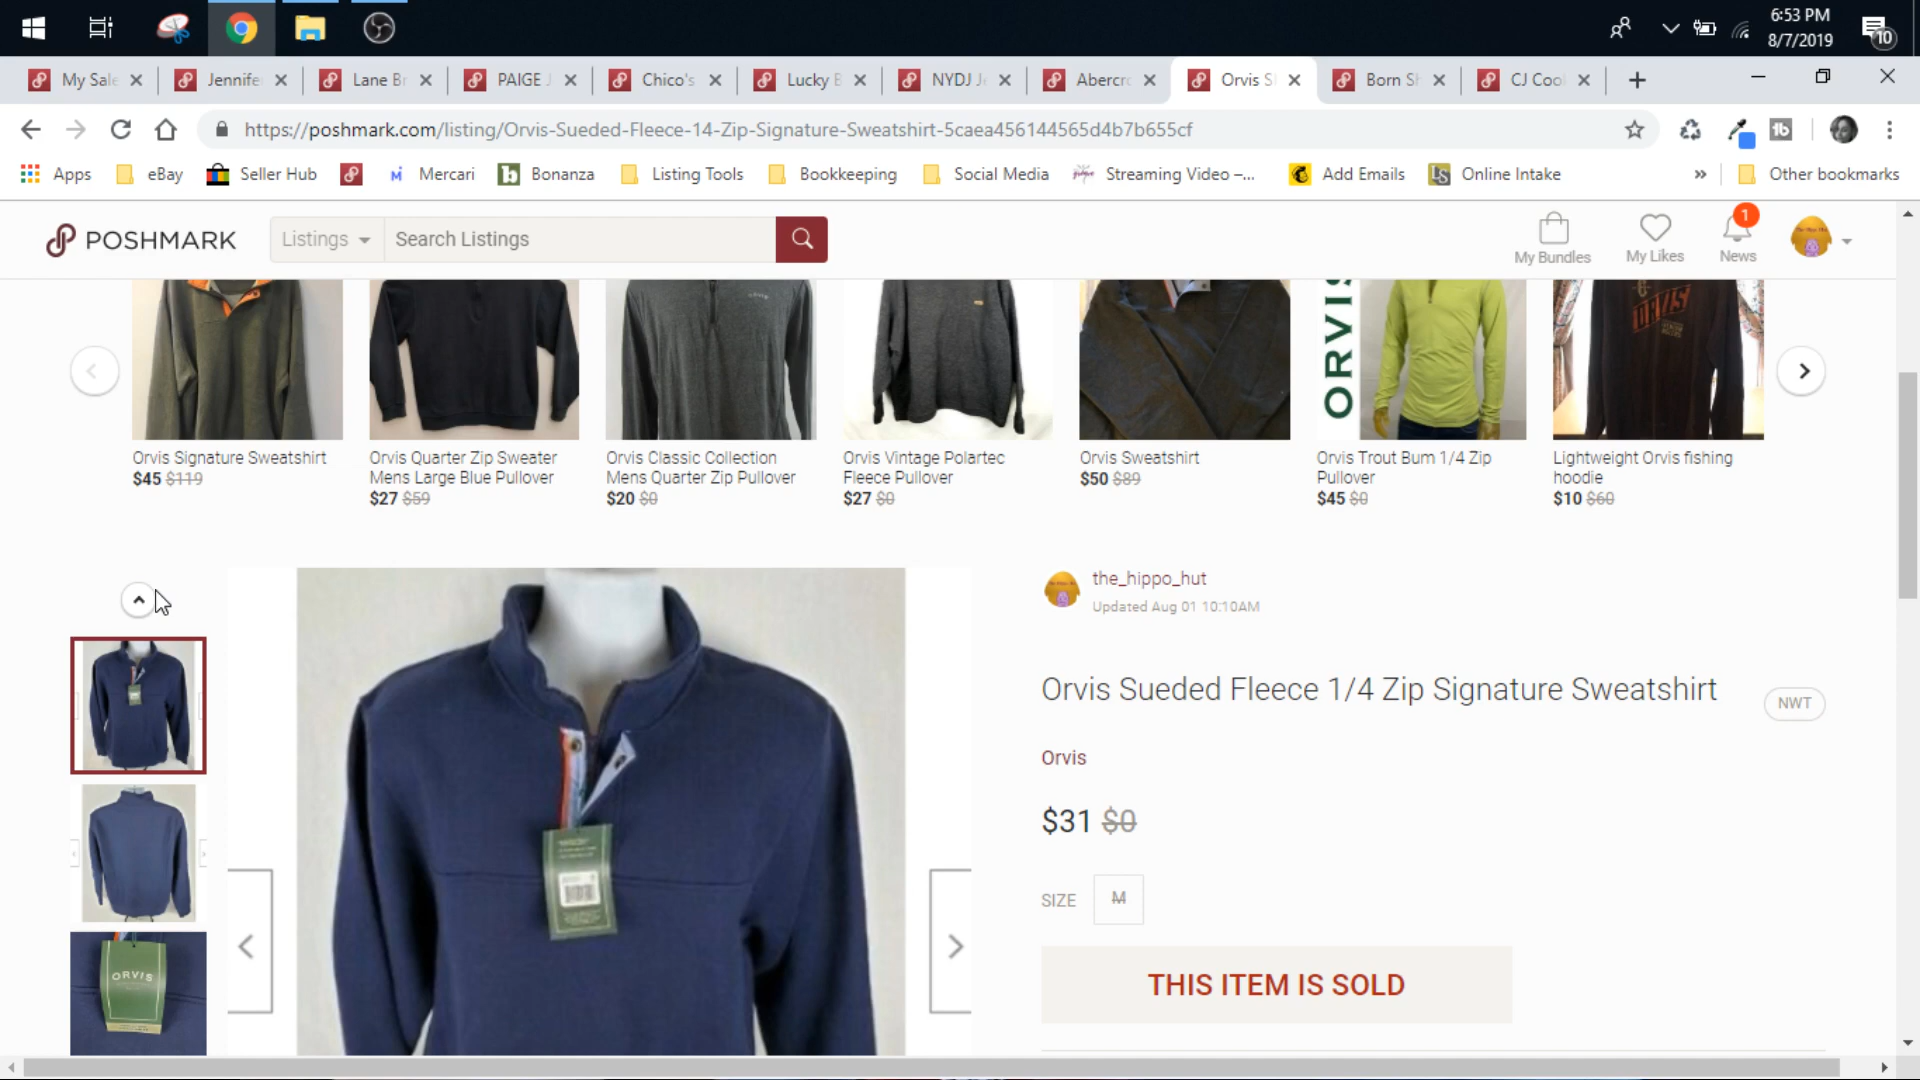 6:53 PM
8/7/2019
10
My Sale
Jennife
Lane Br
PAIGE J
Chico's
Lucky B
NYDJ Je
Abercro
Orvis S
Born Sh
CJ Coo
https://poshmark.com/listing/Orvis-Sueded-Fleece-14-Zip-Signature-Sweatshirt-5caea456144565d4b7b655cf
Apps eBay Seller Hub Mercari Bonanza Listing Tools Bookkeeping Social Media Streaming Video –... Add Emails Online Intake » Other bookmarks
POSHMARK
Listings
Search Listings
My Bundles
My Likes
1
News
ORVIS
Orvis Signature Sweatshirt
$45 $119
Orvis Quarter Zip Sweater
Mens Large Blue Pullover
$27 $59
Orvis Classic Collection
Mens Quarter Zip Pullover
$20 $0
Orvis Vintage Polartec
Fleece Pullover
$27 $0
Orvis Sweatshirt
$50 $89
Orvis Trout Bum 1/4 Zip
Pullover
$45 $0
Lightweight Orvis fishing
hoodie
$10 $60
the_hippo_hut
Updated Aug 01 10:10AM
Orvis Sueded Fleece 1/4 Zip Signature Sweatshirt
NWT
Orvis
$31 $0
SIZE M
THIS ITEM IS SOLD
ORVIS